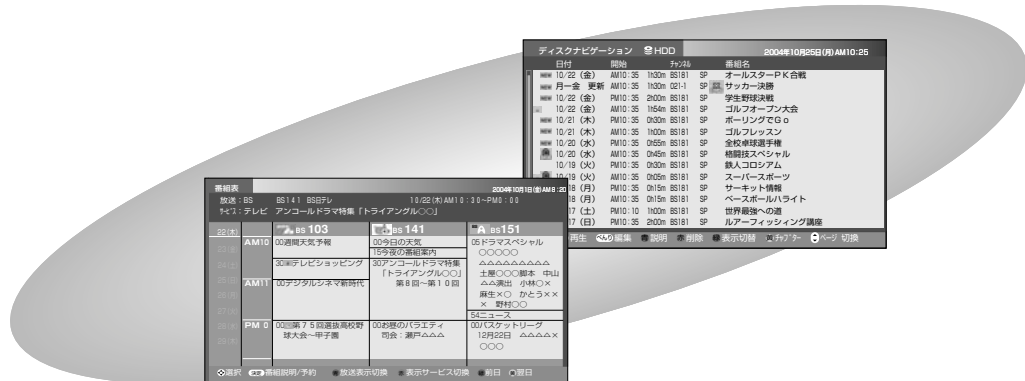 ディスクナビゲーション HDD 2004年10月25日(月)AM10:25
日付 開始 チャンネル 番組名
NEW 10/22（金） AM10:35 1h30m BS181 SP オールスターＰＫ合戦
NEW 月ー金 更新 AM10:35 1h30m 021-1 SP サッカー決勝
NEW 10/22（金） PM10:35 2h00m BS181 SP 学生野球決戦
10/22（金） AM10:35 1h54m BS181 SP ゴルフオープン大会
NEW 10/21（木） PM10:35 0h30m BS181 SP ボーリングでＧｏ
NEW 10/21（木） AM10:35 1h00m BS181 SP ゴルフレッスン
NEW 10/20（水） PM10:35 0h55m BS181 SP 全校卓球選手権
10/20（水） AM10:35 0h45m BS181 SP 格闘技スペシャル
10/19（火） PM10:35 0h30m BS181 SP 鉄人コロシアム
10/19（火） AM10:35 0h05m BS181 SP スーパースポーツ
18（月） PM10:35 0h15m BS181 SP サーキット情報
18（月） AM10:35 0h15m BS181 SP ベースボールハライト
17（土） PM10:10 1h00m BS181 SP 世界最強への道
17（日） PM10:35 2h00m BS181 SP ルアーフィッシング講座
再生 編集 説明 削除 表示切替 チャプター ページ 切換
番組表 2004年10月1日(金)AM8:20
放送：BS BS141 BS日テレ 10/22(木)AM10：30～PM0：00
サービス：テレビ アンコールドラマ特集「トライアングル○○」
22(木) BS 103 BS 141 BS151
AM10 00週間天気予報 00今日の天気 05ドラマスペシャル
15今夜の番組案内 ○○○○○
30テレビショッピング 30アンコールドラマ特集 △△△△△△△△△
「トライアングル○○」 土屋○○○脚本 中山
AM11 00デジタルシネマ新時代 第８回～第１０回 △△演出 小林○×
麻生×○ かとう××
× 野村○○
54ニュース
PM 0 00第７５回選抜高校野 00お昼のバラエティ 00バスケットリーグ
球大会～甲子園 司会：瀬戸△△△ 12月22日 △△△△×
○○○
選択 番組説明/予約 放送表示切換 表示サービス切換 前日 翌日